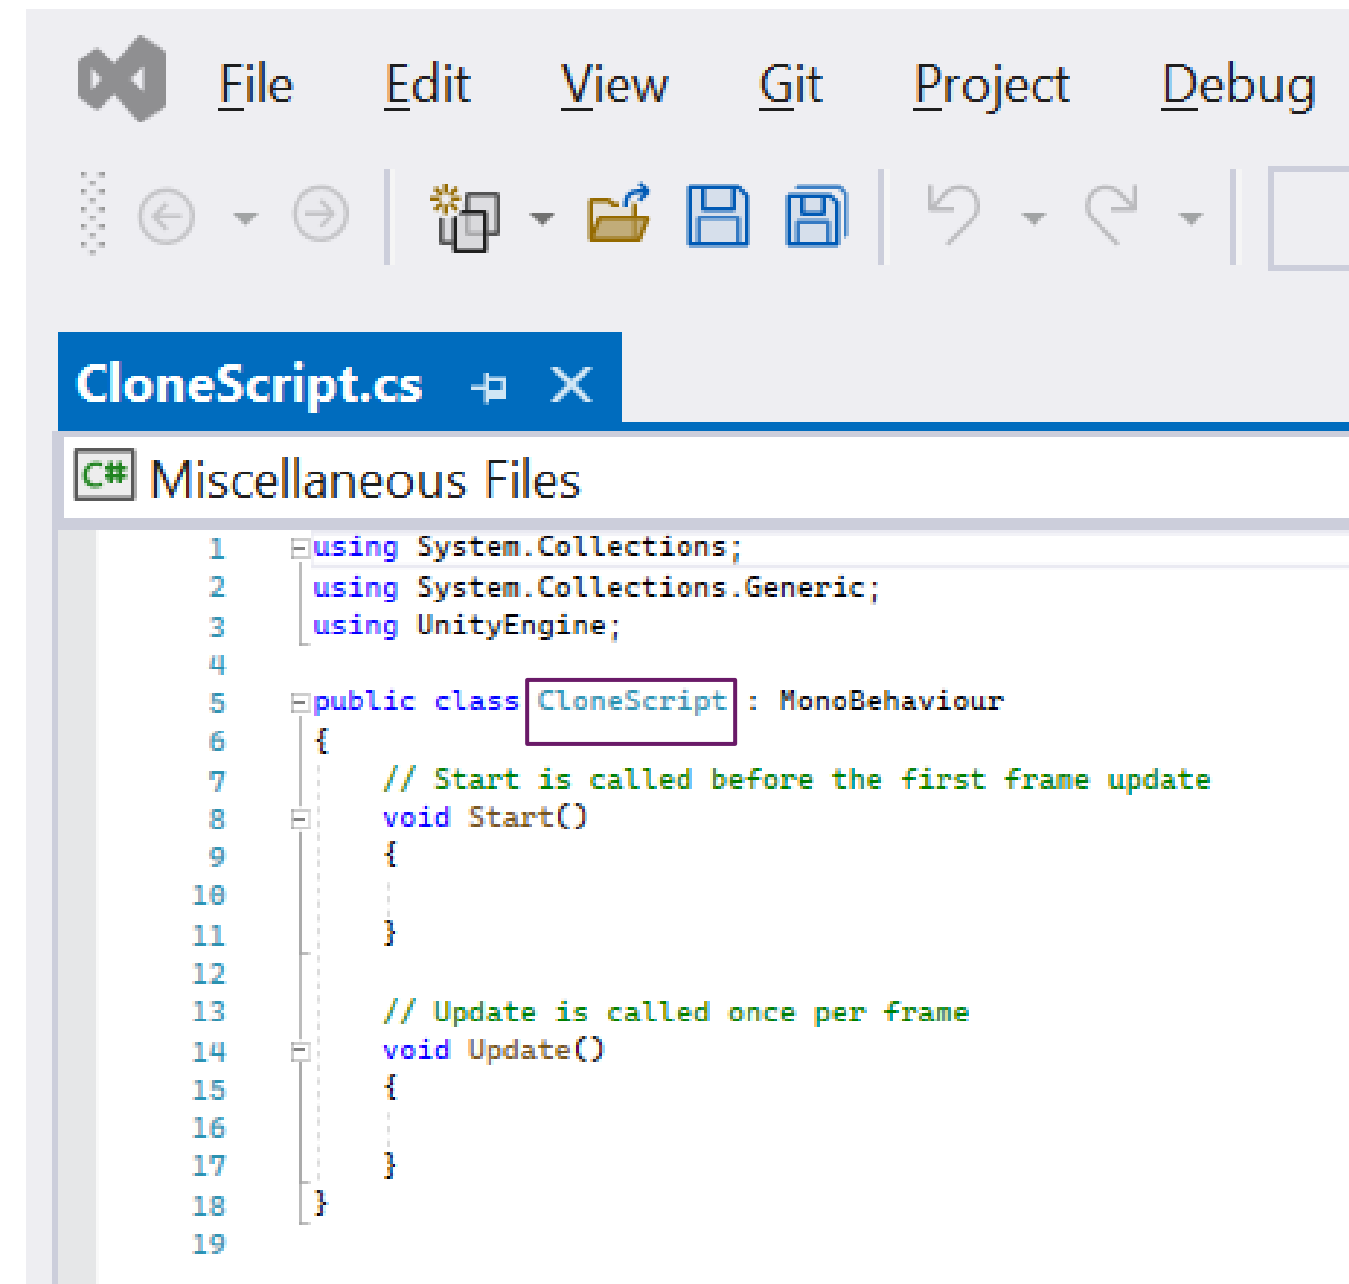 File Edit View Git Project Debug
CloneScript.cs
C# Miscellaneous Files
1 using System.Collections;
2 using System.Collections.Generic;
3 using UnityEngine;
4
5 public class CloneScript : MonoBehaviour
6 {
7 // Start is called before the first frame update
8 void Start()
9 {
10
11 }
12
13 // Update is called once per frame
14 void Update()
15 {
16
17 }
18 }
19